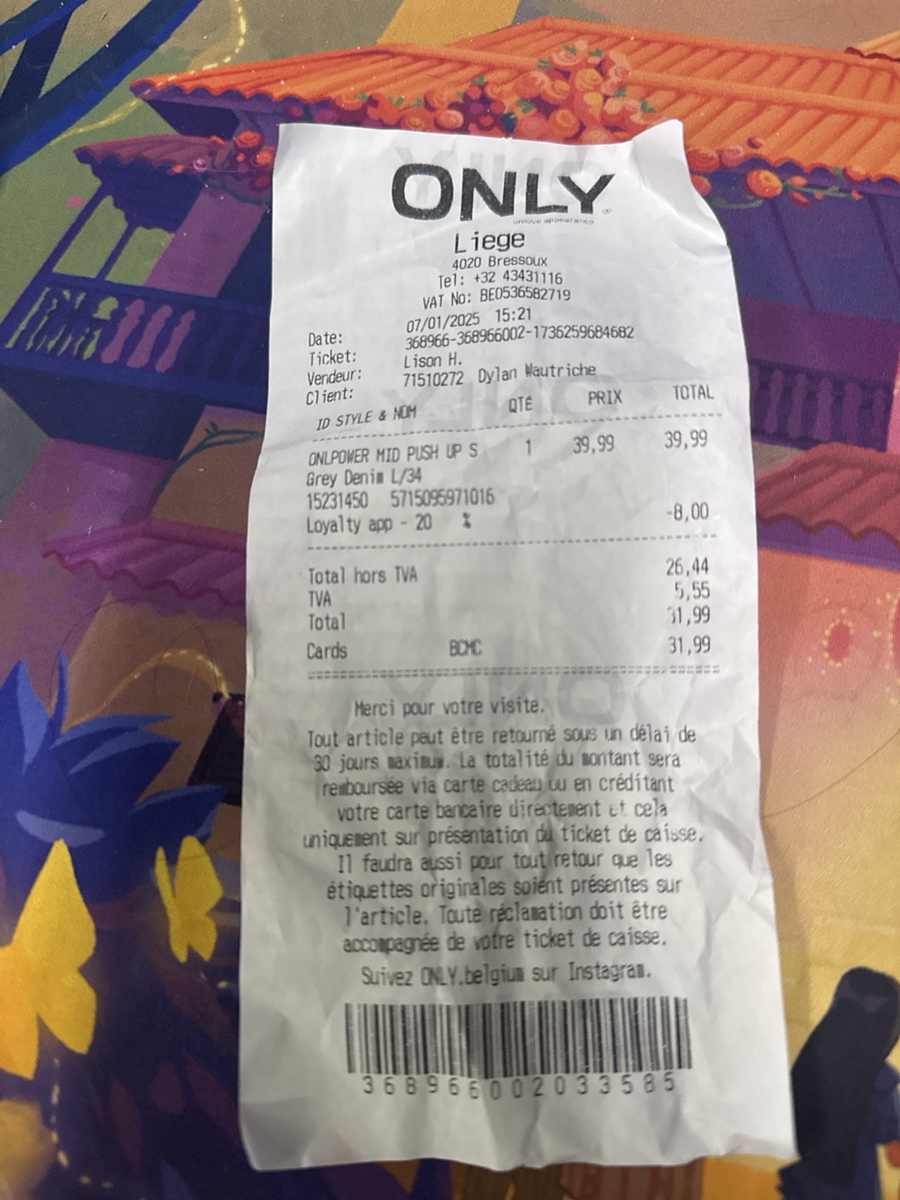 ONLY
unique appearance
Liege
4020 Bressoux
Tel: +32 43431116
VAT No: BE0536582719
Date: 07/01/2025 15:21
Ticket: 368966-368966002-1736259684682
Vendeur: Lison H.
Client: 71510272 Dylan Wautriche
ID STYLE & NOM QTÉ PRIX TOTAL
ONLPOWER MID PUSH UP S 1 39,99 39,99
Grey Denim L/34
15231450 5715095971016
Loyalty app - 20 % -8,00
Total hors TVA 26,44
TVA 5,55
Total 31,99
Cards BCMC 31,99
Merci pour votre visite.
Tout article peut être retourné sous un délai de
30 jours maximum. La totalité du montant sera
remboursée via carte cadeau ou en créditant
votre carte bancaire directement et cela
uniquement sur présentation du ticket de caisse.
Il faudra aussi pour tout retour que les
étiquettes originales soient présentes sur
l'article. Toute réclamation doit être
accompagnée de votre ticket de caisse.
Suivez ONLY.belgium sur Instagram.
368966002033585